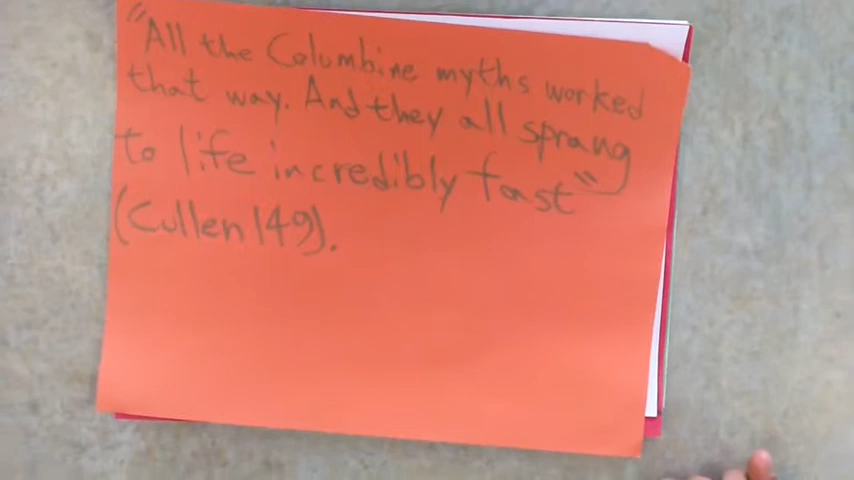 "All the Columbine myths worked
that way. And they all sprang
to life incredibly fast"
(Cullen 149).